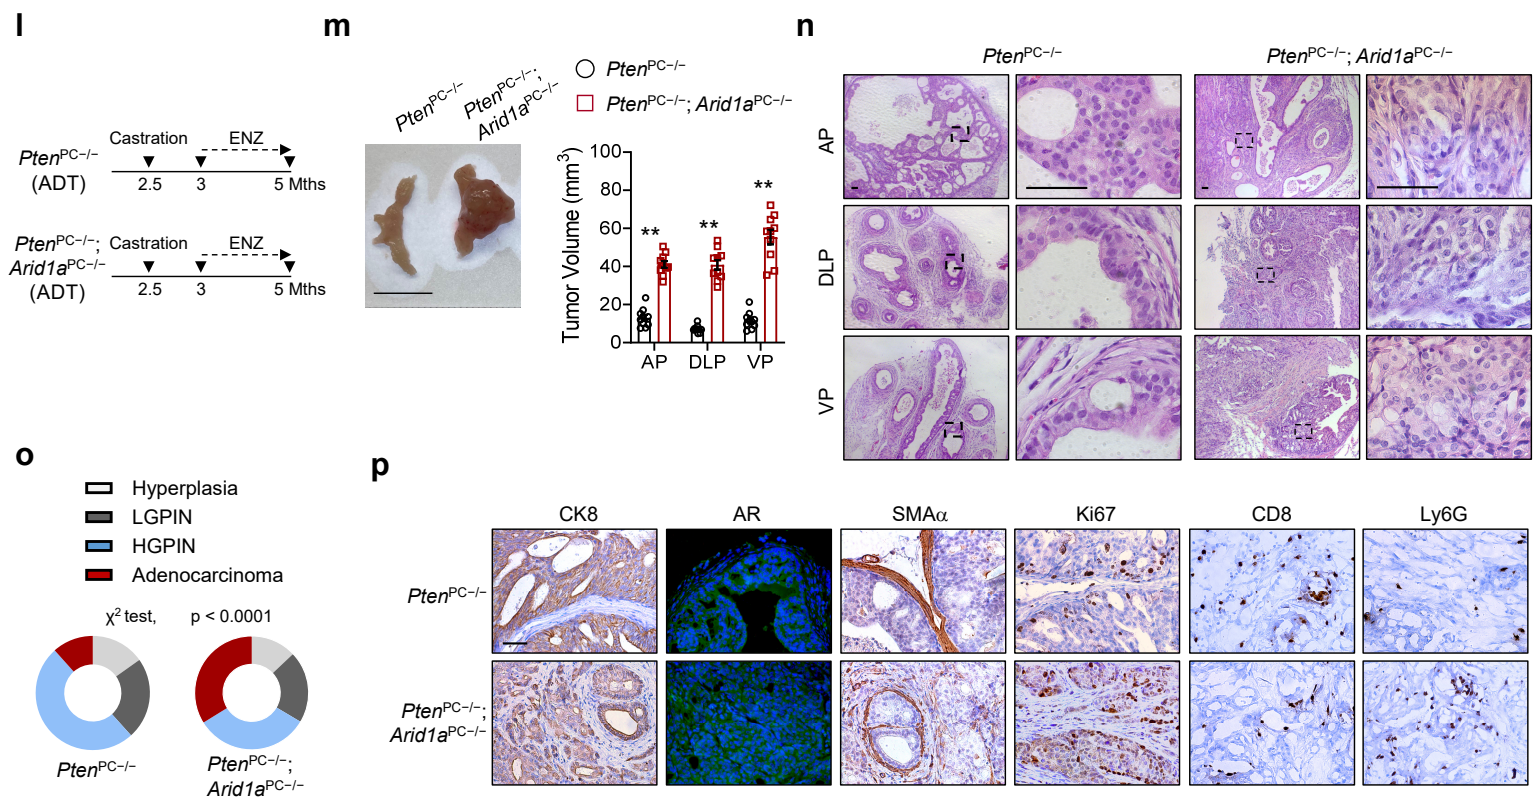 l
Castration ENZ
Pten^PC−/−
(ADT)
2.5 3 5 Mths
Pten^PC−/−;
Arid1a^PC−/−
(ADT)
Castration ENZ
2.5 3 5 Mths
m
Pten^PC−/−
Pten^PC−/−;
Arid1a^PC−/−
Pten^PC−/−
Pten^PC−/−; Arid1a^PC−/−
Tumor Volume (mm³)
100
80
60
40
20
0
** ** **
AP DLP VP
n
Pten^PC−/− Pten^PC−/−; Arid1a^PC−/−
AP
DLP
VP
o
Hyperplasia
LGPIN
HGPIN
Adenocarcinoma
χ² test, p < 0.0001
Pten^PC−/−
Pten^PC−/−;
Arid1a^PC−/−
p
CK8 AR SMAα Ki67 CD8 Ly6G
Pten^PC−/−
Pten^PC−/−;
Arid1a^PC−/−